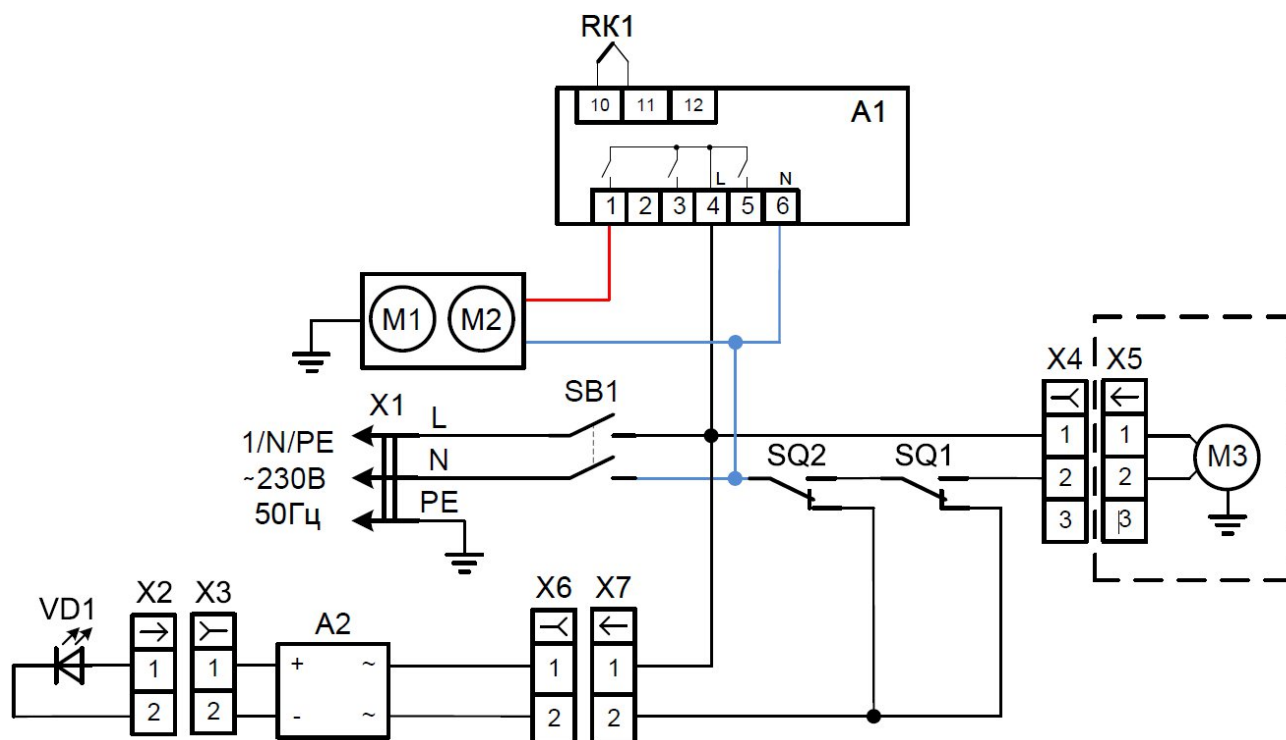 RK1
10 11 12
A1
L N
1 2 3 4 5 6
M1 M2
X4 X5
X1 L SB1
1/N/PE
1 1
N
~230В
SQ2 SQ1
2 2
M3
50Гц
PE
3 3
X2 X3
X6 X7
VD1
A2
1 1 + ~ 1 1
2 2 - ~ 2 2